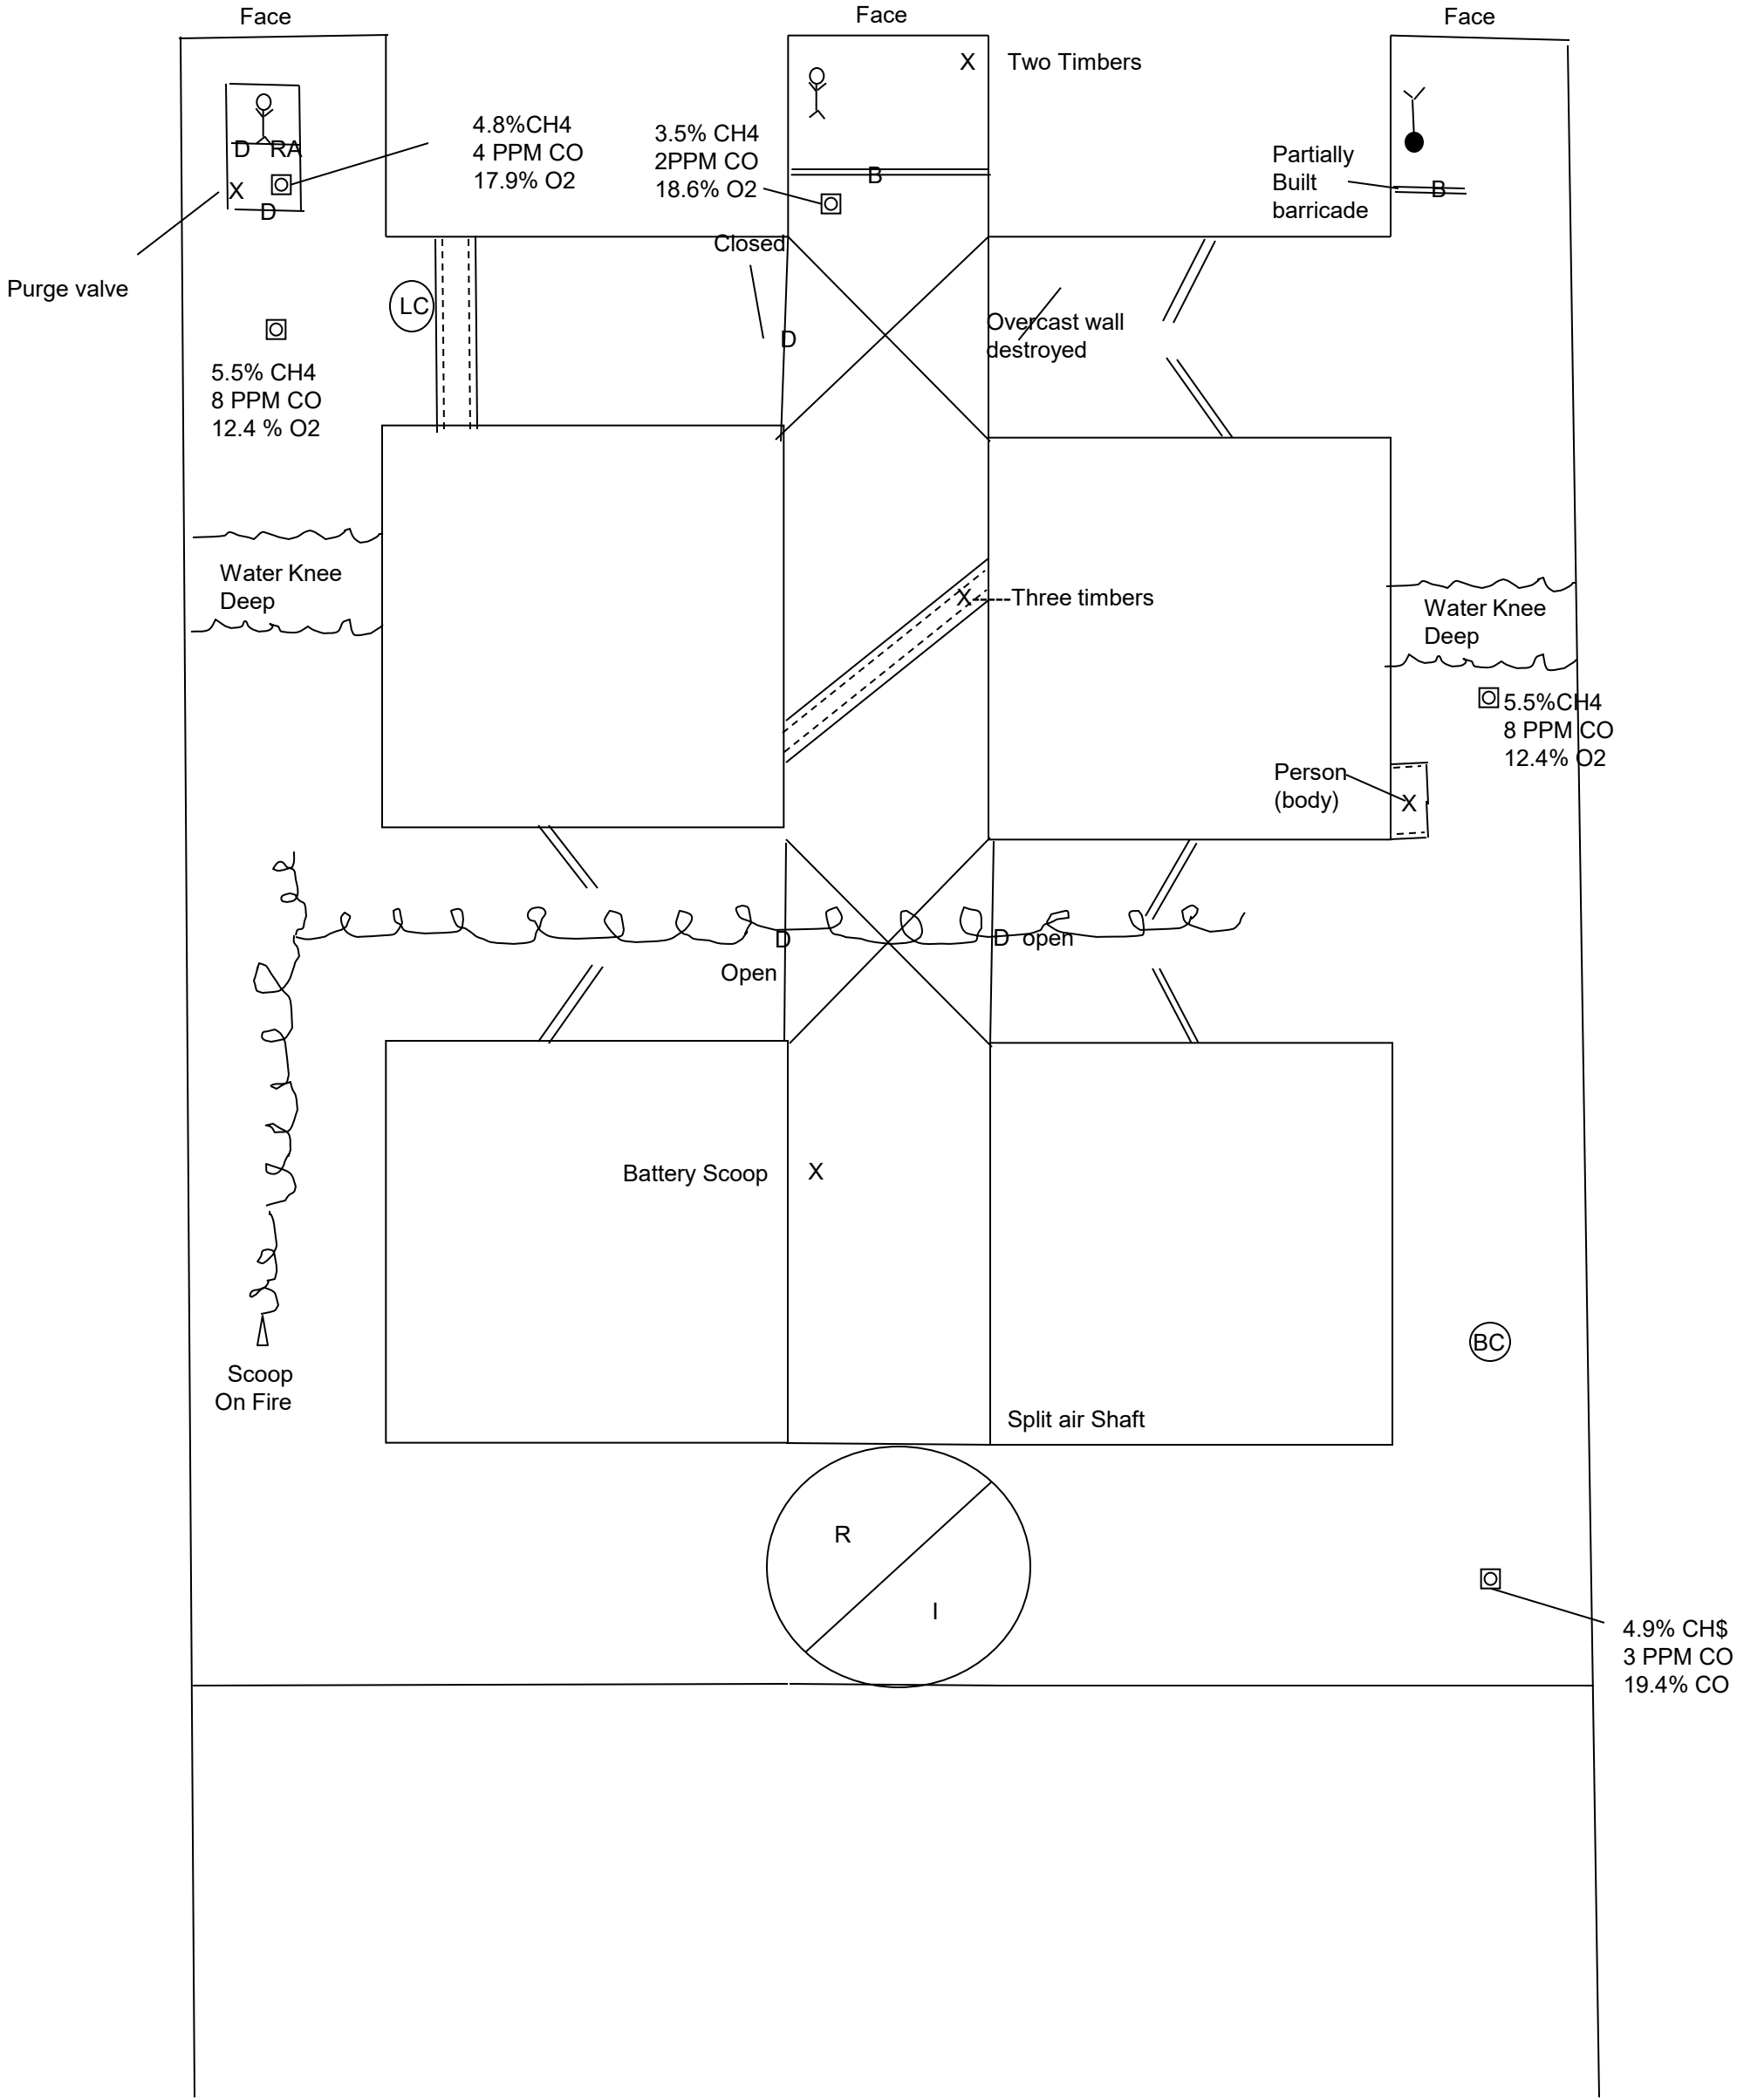 Face
Face
Face
X
Two Timbers
4.8%CH4
4 PPM CO
17.9% O2
3.5% CH4
2PPM CO
18.6% O2
D RA
X
D
B
Partially
Built
barricade
B
Closed
D
Purge valve
LC
Overcast wall
destroyed
5.5% CH4
8 PPM CO
12.4 % O2
Water Knee
Deep
X
Three timbers
Water Knee
Deep
5.5%CH4
8 PPM CO
12.4% O2
Person
(body)
X
D
Open
D open
Battery Scoop
X
Scoop
On Fire
BC
Split air Shaft
R
I
4.9% CH$
3 PPM CO
19.4% CO